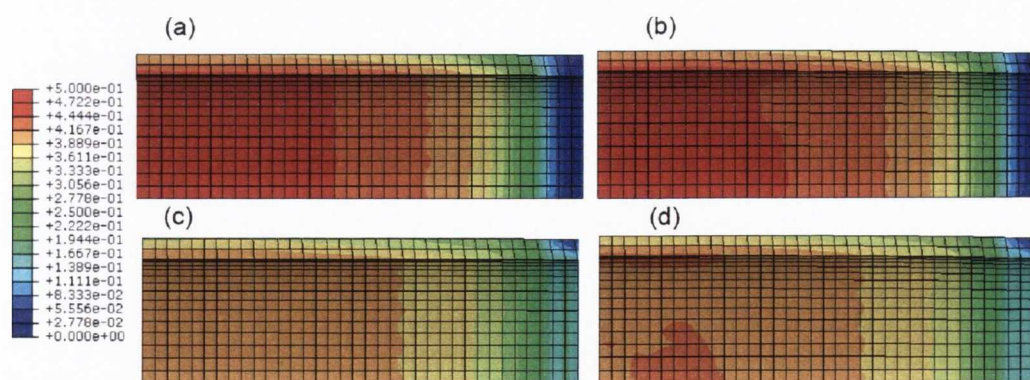 (a)
(b)
+5.000e-01
+4.722e-01
+4.444e-01
+4.167e-01
+3.889e-01
+3.611e-01
+3.333e-01
+3.056e-01
+2.778e-01
+2.500e-01
+2.222e-01
+1.944e-01
+1.667e-01
+1.389e-01
+1.111e-01
+8.333e-02
+5.556e-02
+2.778e-02
+0.000e+00
(c)
(d)